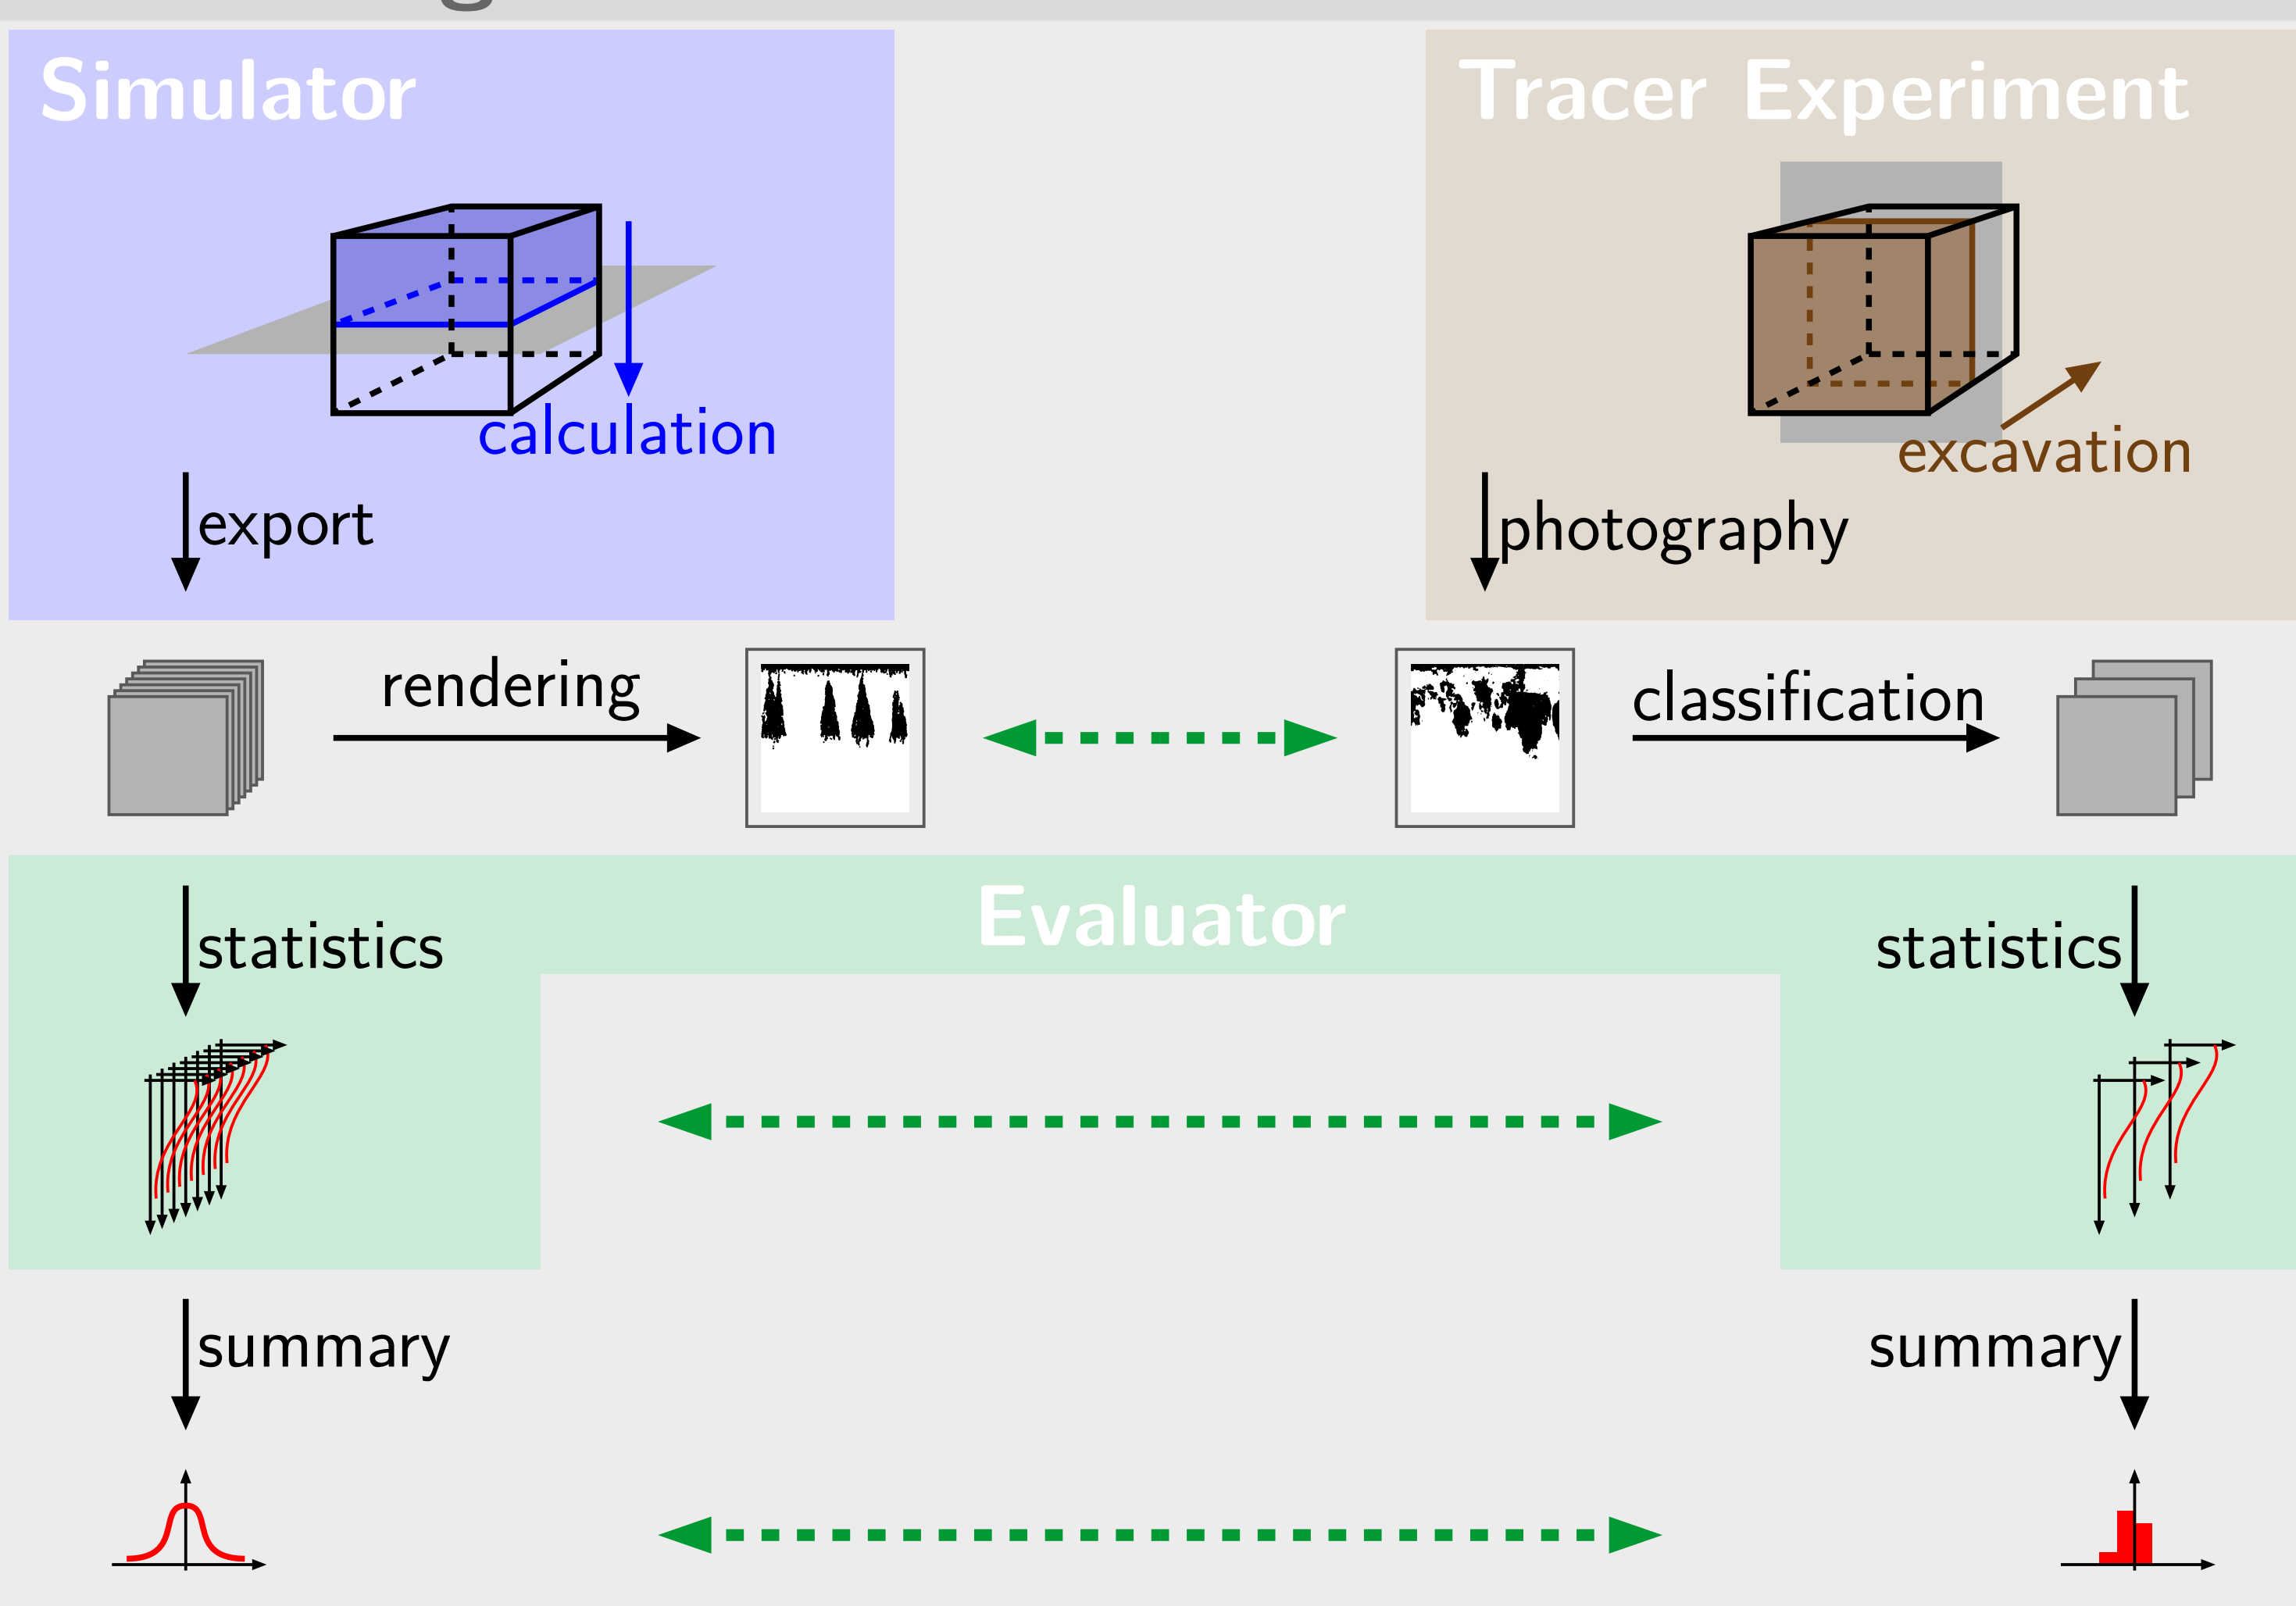 Simulator
Tracer Experiment
calculation
excavation
export
photography
rendering
classification
Evaluator
statistics
statistics
summary
summary